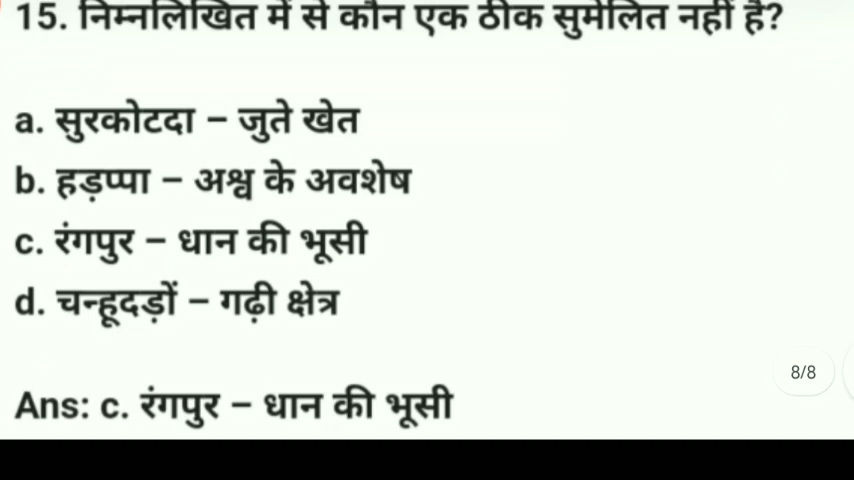 15. निम्नलिखित में से कौन एक ठीक सुमेलित नहीं है?
a. सुरकोटदा – जुते खेत
b. हड़प्पा – अश्व के अवशेष
c. रंगपुर – धान की भूसी
d. चन्हूदड़ों – गढ़ी क्षेत्र
8/8
Ans: c. रंगपुर – धान की भूसी